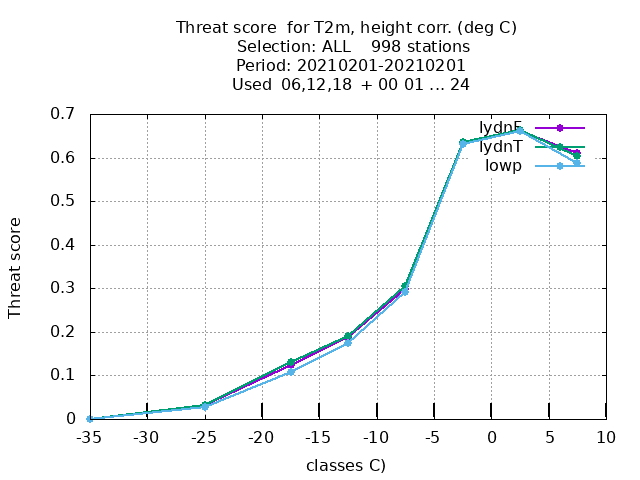 Threat score  for T2m, height corr. (deg C)
Selection: ALL    998 stations
Period: 20210201-20210201
Used  06,12,18  + 00 01 ... 24
Threat score
0.7
0.6
0.5
0.4
0.3
0.2
0.1
0
lydnF
lydnT
lowp
-35 -30 -25 -20 -15 -10 -5 0 5 10
classes C)